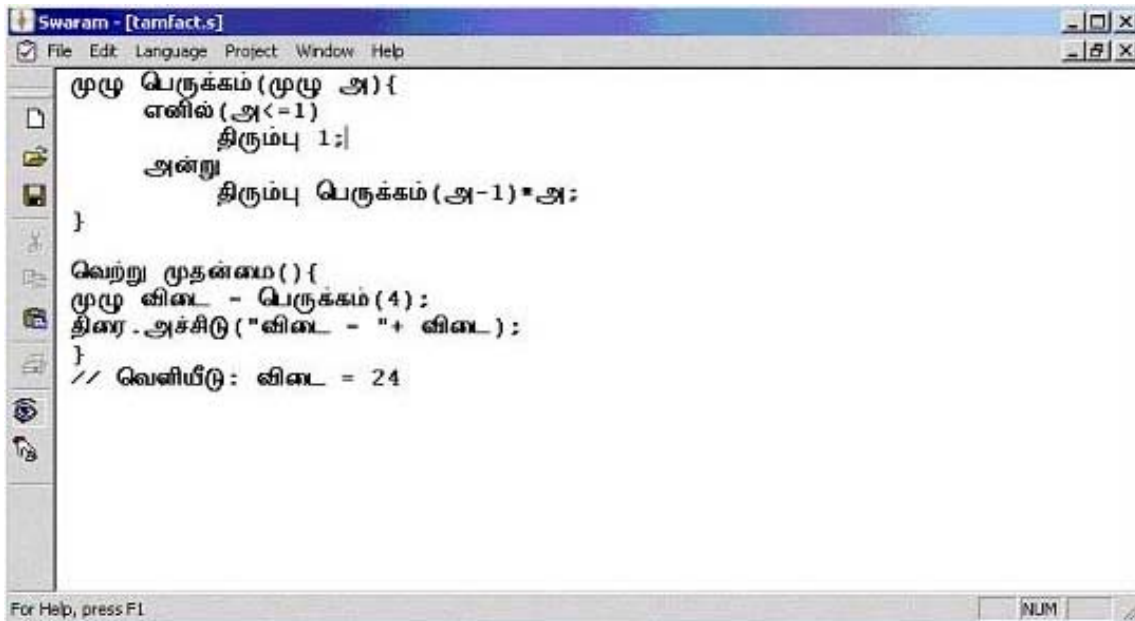 Swaram - [tamfact.s]
File Edit Language Project Window Help
முழு பெருக்கம்(முழு அ){
எனில்(அ<=1)
திரும்பு 1;
அன்று
திரும்பு பெருக்கம்(அ-1)*அ;
}
வெற்று முதன்மை(){
முழு விடை = பெருக்கம்(4);
திரை.அச்சிடு("விடை = "+ விடை);
}
// வெளியீடு: விடை = 24
For Help, press F1
NUM